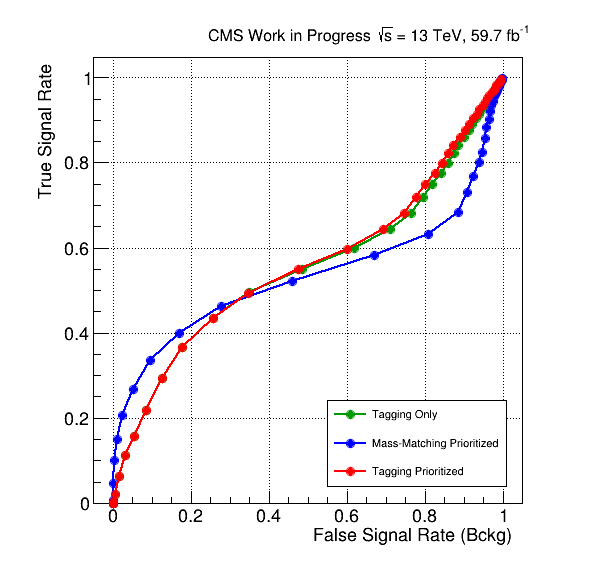 CMS Work in Progress √s = 13 TeV, 59.7 fb⁻¹
True Signal Rate
1
0.8
0.6
0.4
0.2
0
Tagging Only
Mass-Matching Prioritized
Tagging Prioritized
0 0.2 0.4 0.6 0.8 1
False Signal Rate (Bckg)